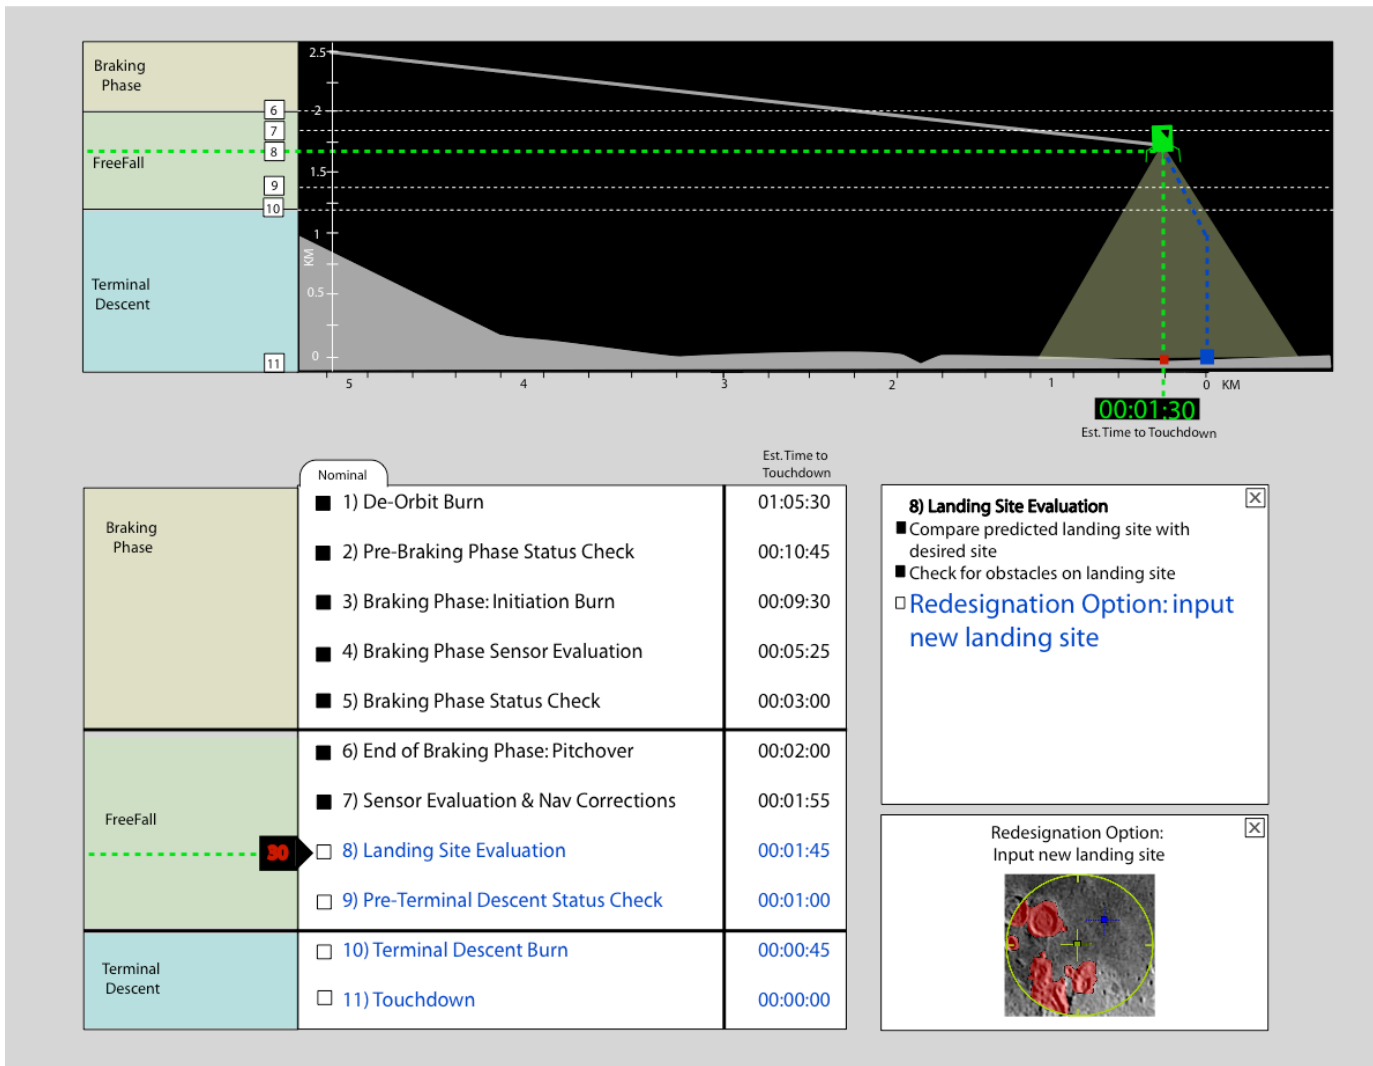 Braking
Phase
FreeFall
Terminal
Descent
6
7
8
9
10
11
2.5
2
1.5
1
KM
0.5
0
5
4
3
2
1
0 KM
00:01:30
Est.Time to Touchdown
Nominal
Est.Time to
Touchdown
Braking
Phase
1) De-Orbit Burn 01:05:30
2) Pre-Braking Phase Status Check 00:10:45
3) Braking Phase: Initiation Burn 00:09:30
4) Braking Phase Sensor Evaluation 00:05:25
5) Braking Phase Status Check 00:03:00
FreeFall
6) End of Braking Phase: Pitchover 00:02:00
7) Sensor Evaluation & Nav Corrections 00:01:55
30
8) Landing Site Evaluation 00:01:45
9) Pre-Terminal Descent Status Check 00:01:00
Terminal
Descent
10) Terminal Descent Burn 00:00:45
11) Touchdown 00:00:00
8) Landing Site Evaluation
Compare predicted landing site with
desired site
Check for obstacles on landing site
Redesignation Option: input
new landing site
Redesignation Option:
Input new landing site